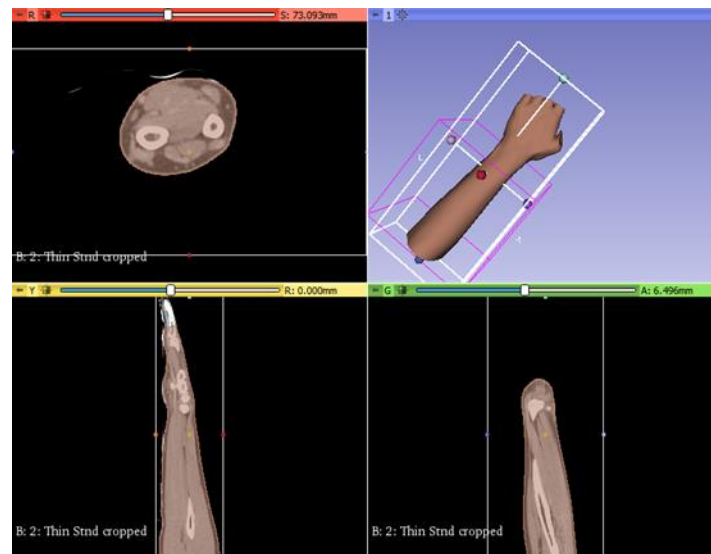 R S: 73.093mm
1
B: 2: Thin Stnd cropped
L
Y R: 0.000mm
G A: 6.496mm
B: 2: Thin Stnd cropped
B: 2: Thin Stnd cropped